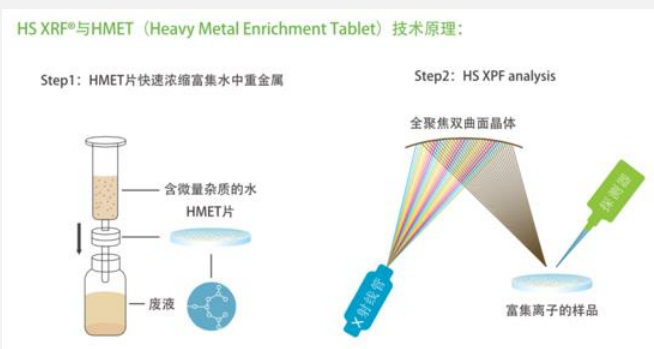 HS XRF®与HMET（Heavy Metal Enrichment Tablet）技术原理：
Step1：HMET片快速浓缩富集水中重金属
含微量杂质的水
HMET片
废液
Step2：HS XPF analysis
全聚焦双曲面晶体
探测器
X射线管
富集离子的样品